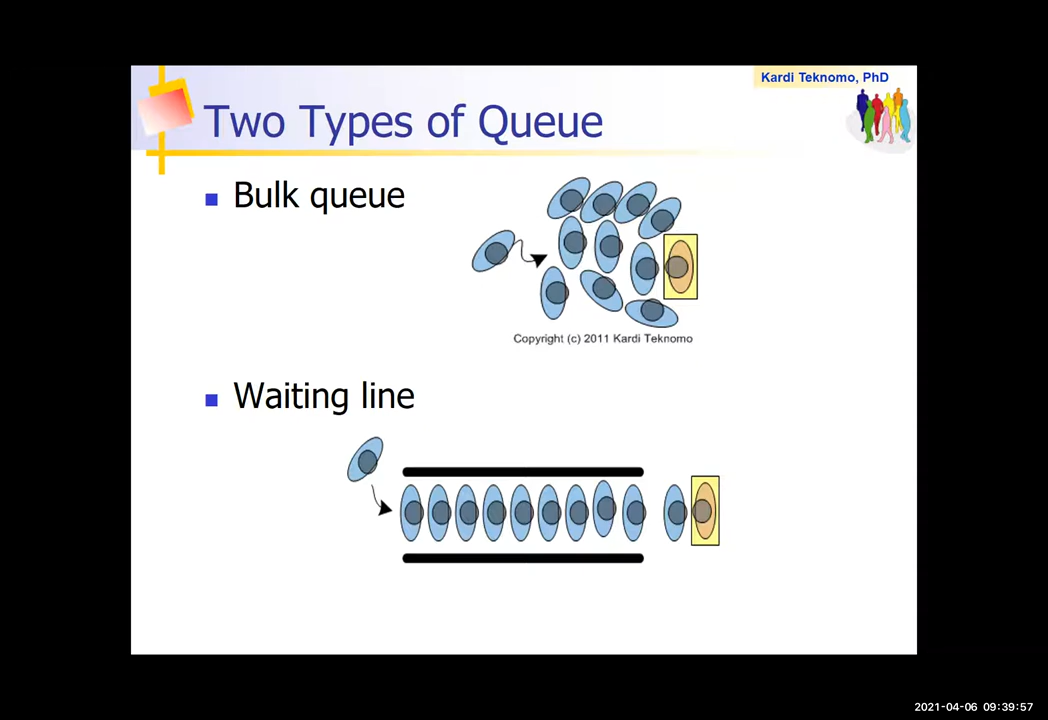 Kardi Teknomo, PhD
Two Types of Queue
Bulk queue
Copyright (c) 2011 Kardi Teknomo
Waiting line
2021-04-06 09:39:57